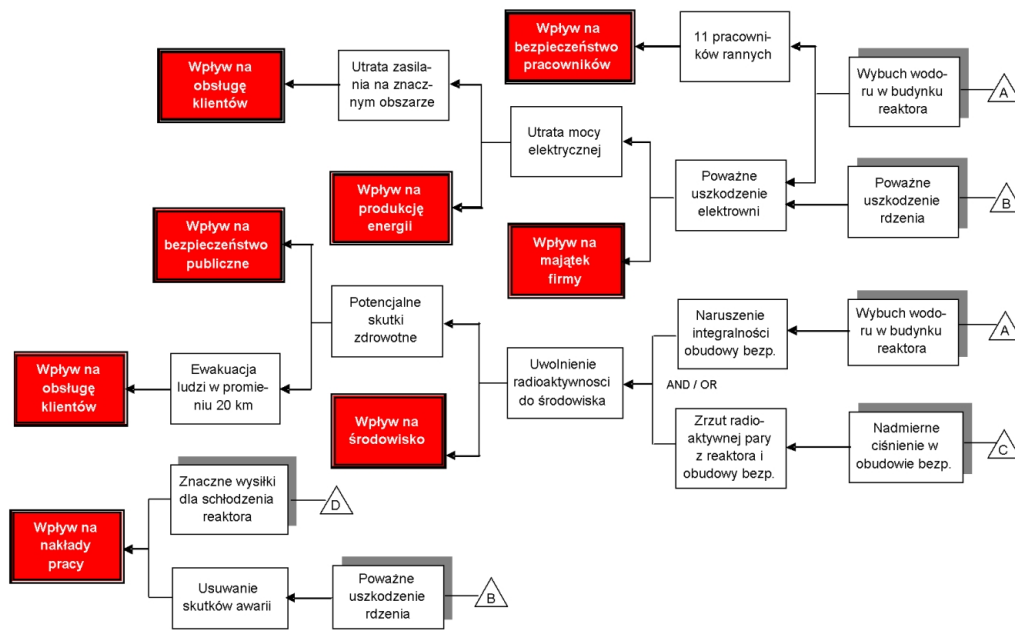 Wpływ na
bezpieczeństwo
pracowników
11 pracowni-
ków rannych
Wybuch wodo-
ru w budynku
reaktora
A
Wpływ na
obsługę
klientów
Utrata zasila-
nia na znacz-
nym obszarze
Utrata mocy
elektrycznej
Poważne
uszkodzenie
elektrowni
Poważne
uszkodzenie
rdzenia
B
Wpływ na
produkcję
energii
Wpływ na
bezpieczeństwo
publiczne
Wpływ na
majątek
firmy
Potencjalne
skutki
zdrowotne
Naruszenie
integralności
obudowy bezp.
Wybuch wodo-
ru w budynku
reaktora
A
Wpływ na
obsługę
klientów
Ewakuacja
ludzi w promie-
niu 20 km
Uwolnienie
radioaktywnosci
do środowiska
AND / OR
Wpływ na
środowisko
Zrzut radio-
aktywnej pary
z reaktora i
obudowy bezp.
Nadmierne
ciśnienie w
obudowie bezp.
C
Znaczne wysiłki
dla schłodzenia
reaktora
D
Wpływ na
nakłady
pracy
Usuwanie
skutków awarii
Poważne
uszkodzenie
rdzenia
B